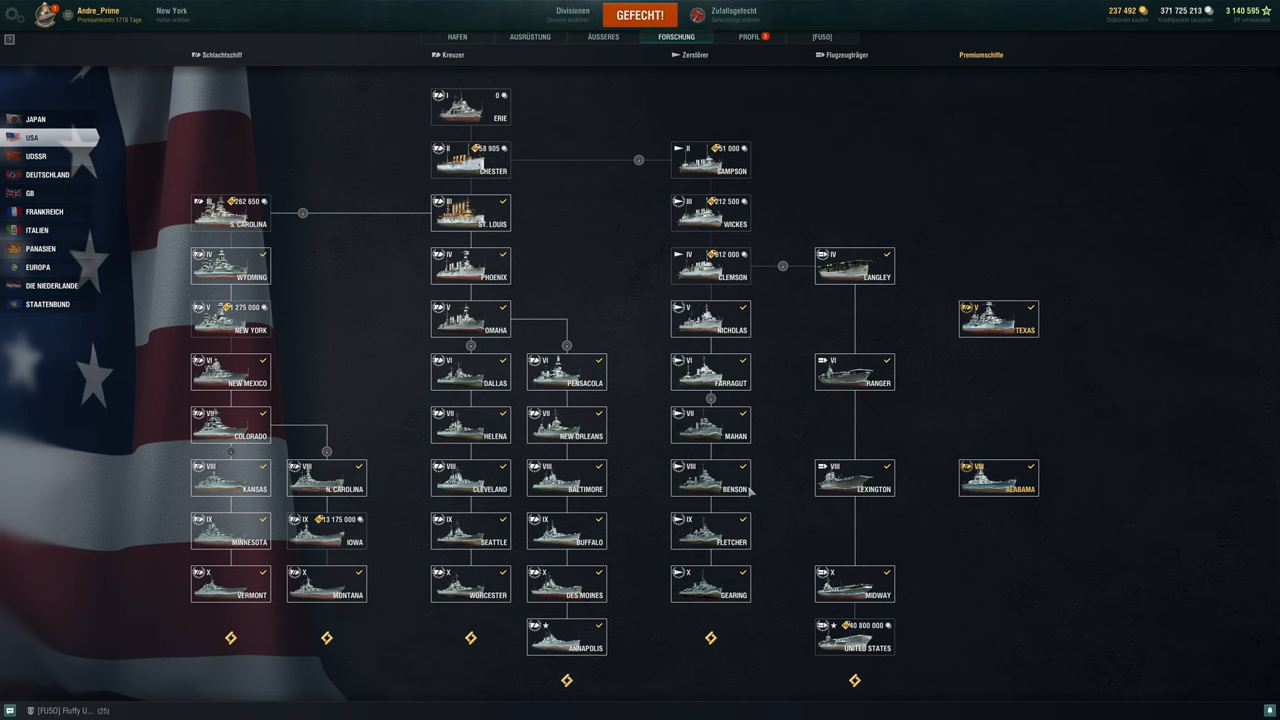 Andre_Prime
Premiumkonto 1716 Tage
New York
Hafen wählen
Divisionen
Division erstellen
GEFECHT!
Zufallsgefecht
Gefechtstyp wählen
237 492
Dublonen kaufen
371 725 213
Kreditpunkte tauschen
3 140 595
EP umwandeln
HAFEN
AUSRÜSTUNG
ÄUSSERES
FORSCHUNG
PROFIL
[FU50]
Schlachtschiff
Kreuzer
Zerstörer
Flugzeugträger
Premiumschiffe
JAPAN
USA
UDSSR
DEUTSCHLAND
GB
FRANKREICH
ITALIEN
PANASIEN
EUROPA
DIE NIEDERLANDE
STAATENBUND
I 0
ERIE
II 58 905
CHESTER
II 51 000
SAMPSON
III 262 650
S. CAROLINA
III
ST. LOUIS
III 212 500
WICKES
IV
WYOMING
IV
PHOENIX
IV 612 000
CLEMSON
IV
LANGLEY
V 1 275 000
NEW YORK
V
OMAHA
V
NICHOLAS
V
TEXAS
VI
NEW MEXICO
VI
DALLAS
VI
PENSACOLA
VI
FARRAGUT
VI
RANGER
VII
COLORADO
VII
HELENA
VII
NEW ORLEANS
VII
MAHAN
VIII
KANSAS
VIII
N. CAROLINA
VIII
CLEVELAND
VIII
BALTIMORE
VIII
BENSON
VIII
LEXINGTON
VIII
ALABAMA
IX
MINNESOTA
IX 13 175 000
IOWA
IX
SEATTLE
IX
BUFFALO
IX
FLETCHER
X
VERMONT
X
MONTANA
X
WORCESTER
X
DES MOINES
X
GEARING
X
MIDWAY
ANNAPOLIS
40 800 000
UNITED STATES
[FU50] Fluffy U... (25)